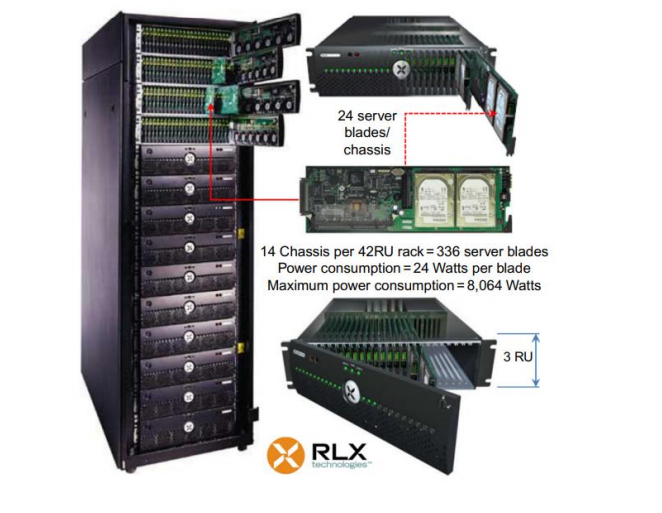 24 server
blades/
chassis
14 Chassis per 42RU rack = 336 server blades
Power consumption = 24 Watts per blade
Maximum power consumption = 8,064 Watts
3 RU
RLX
technologies™